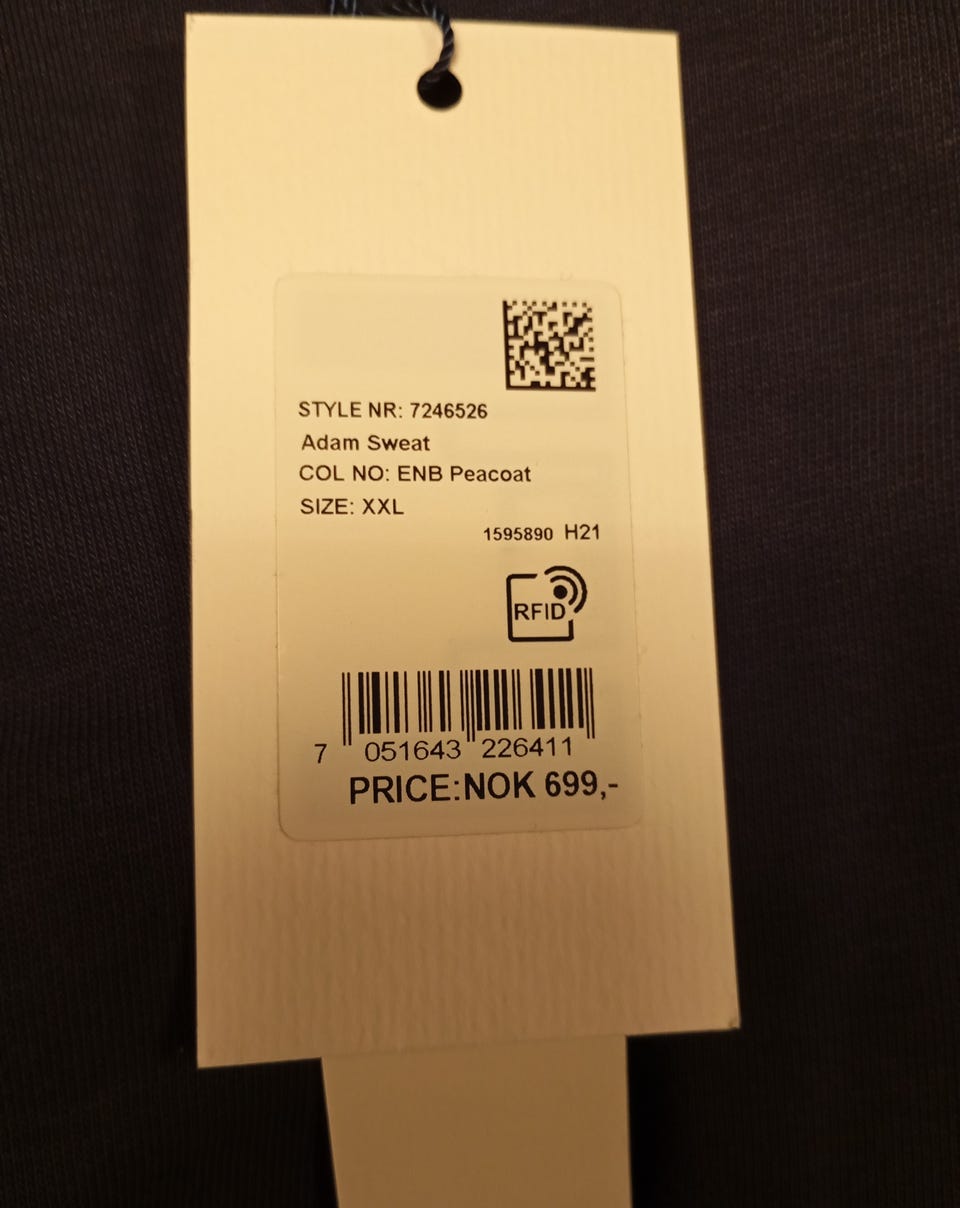 STYLE NR: 7246526
Adam Sweat
COL NO: ENB Peacoat
SIZE: XXL
1595890 H21
RFID
7 051643 226411
PRICE:NOK 699,-